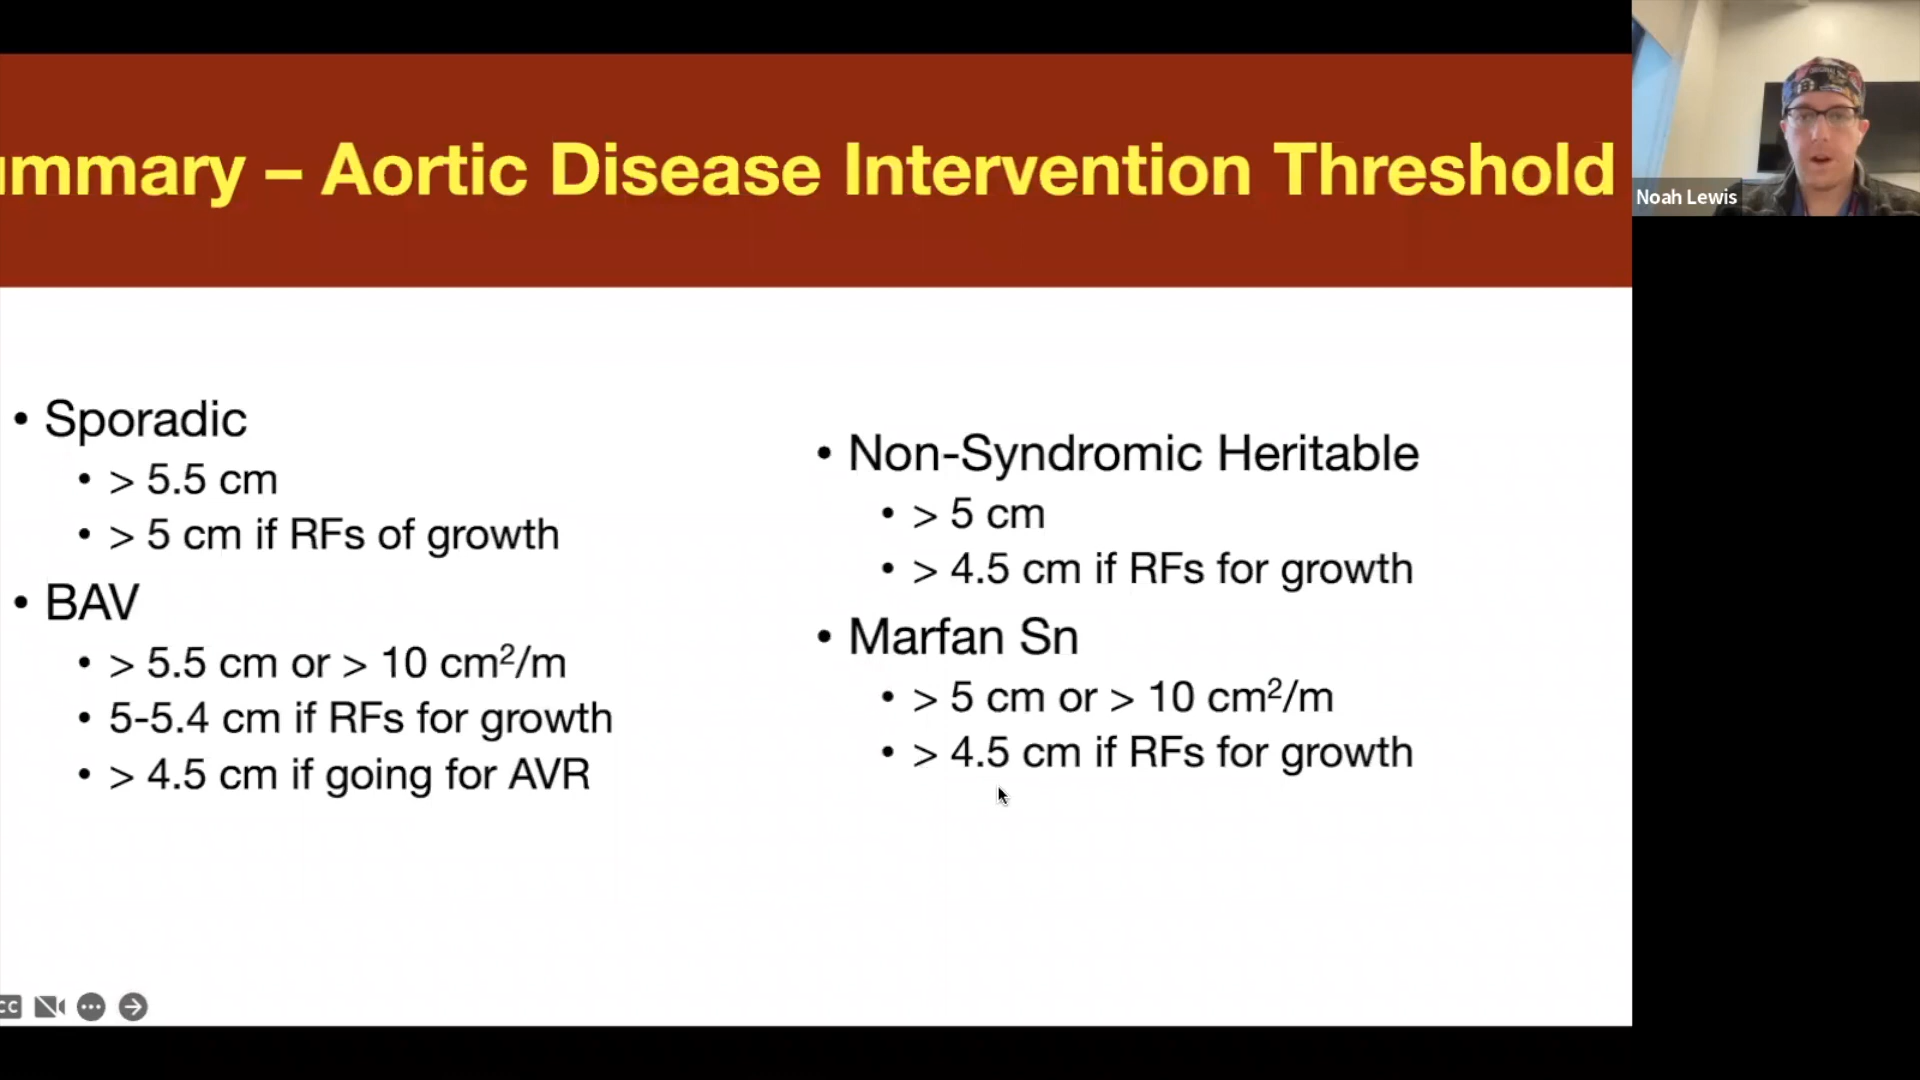 ummary – Aortic Disease Intervention Threshold
Noah Lewis
• Sporadic
• > 5.5 cm
• > 5 cm if RFs of growth
• BAV
• > 5.5 cm or > 10 cm²/m
• 5-5.4 cm if RFs for growth
• > 4.5 cm if going for AVR
• Non-Syndromic Heritable
• > 5 cm
• > 4.5 cm if RFs for growth
• Marfan Sn
• > 5 cm or > 10 cm²/m
• > 4.5 cm if RFs for growth
CC